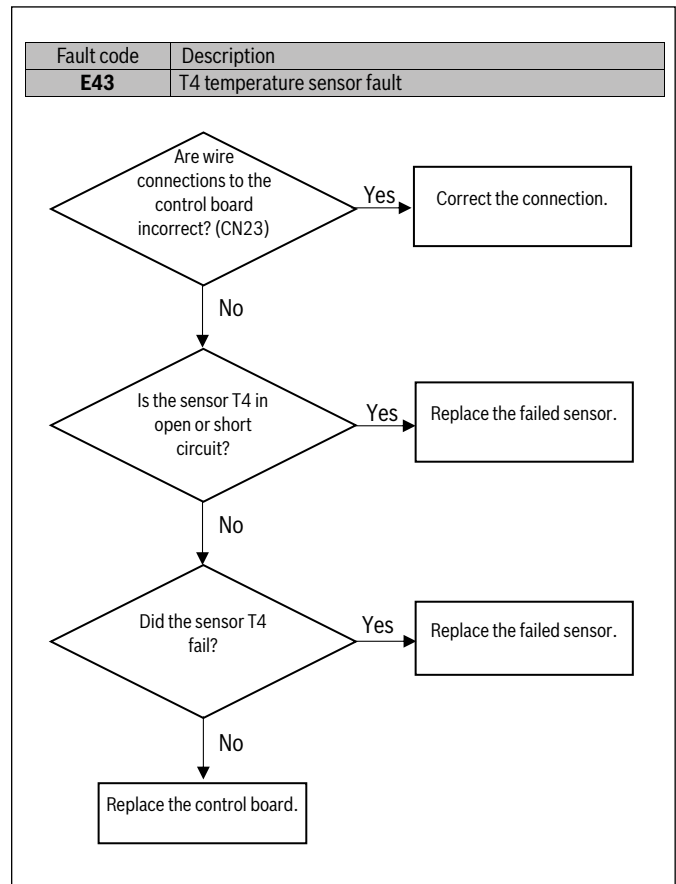 Fault code Description
E43 T4 temperature sensor fault
Are wire
connections to the
control board
incorrect? (CN23)
Yes
Correct the connection.
No
Is the sensor T4 in
open or short
circuit?
Yes
Replace the failed sensor.
No
Did the sensor T4
fail?
Yes
Replace the failed sensor.
No
Replace the control board.